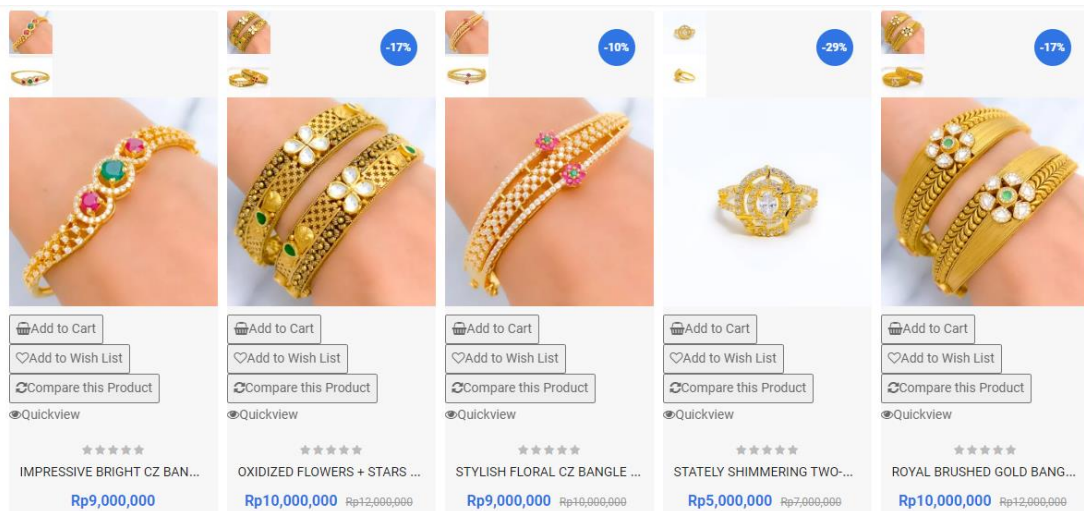 -17%
-10%
-29%
-17%
Add to Cart
Add to Wish List
Compare this Product
Quickview
IMPRESSIVE BRIGHT CZ BAN...
Rp9,000,000
Add to Cart
Add to Wish List
Compare this Product
Quickview
OXIDIZED FLOWERS + STARS ...
Rp10,000,000 Rp12,000,000
Add to Cart
Add to Wish List
Compare this Product
Quickview
STYLISH FLORAL CZ BANGLE ...
Rp9,000,000 Rp10,000,000
Add to Cart
Add to Wish List
Compare this Product
Quickview
STATELY SHIMMERING TWO-...
Rp5,000,000 Rp7,000,000
Add to Cart
Add to Wish List
Compare this Product
Quickview
ROYAL BRUSHED GOLD BANG...
Rp10,000,000 Rp12,000,000